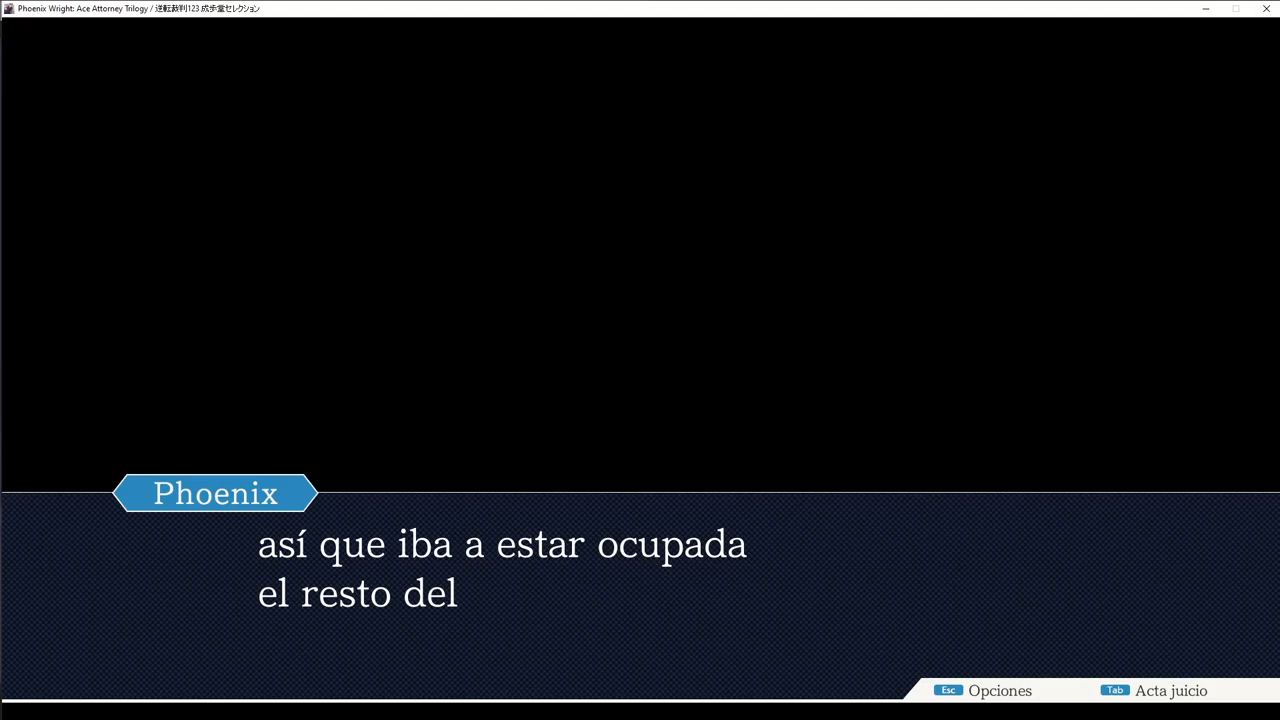 Phoenix Wright: Ace Attorney Trilogy / 逆転裁判123 成歩堂セレクション
Phoenix
así que iba a estar ocupada
el resto del
Esc Opciones
Tab Acta juicio